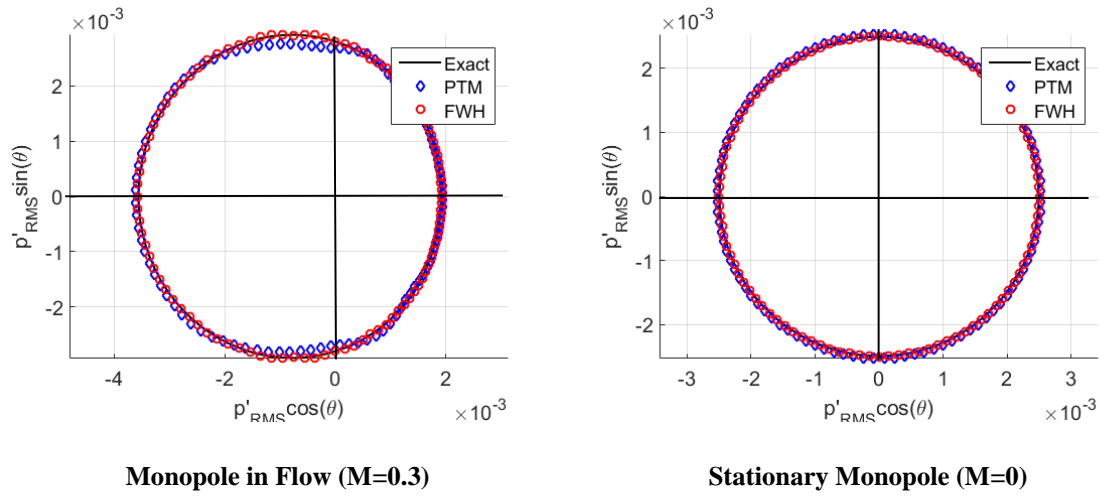 ×10⁻³
2
1
0
-1
-2
p'RMSsin(θ)
-4
-2
0
2
p'RMScos(θ)
×10⁻³
Exact
PTM
FWH
Monopole in Flow (M=0.3)
×10⁻³
2
1
0
-1
-2
p'RMSsin(θ)
-3
-2
-1
0
1
2
3
p'RMScos(θ)
×10⁻³
Exact
PTM
FWH
Stationary Monopole (M=0)